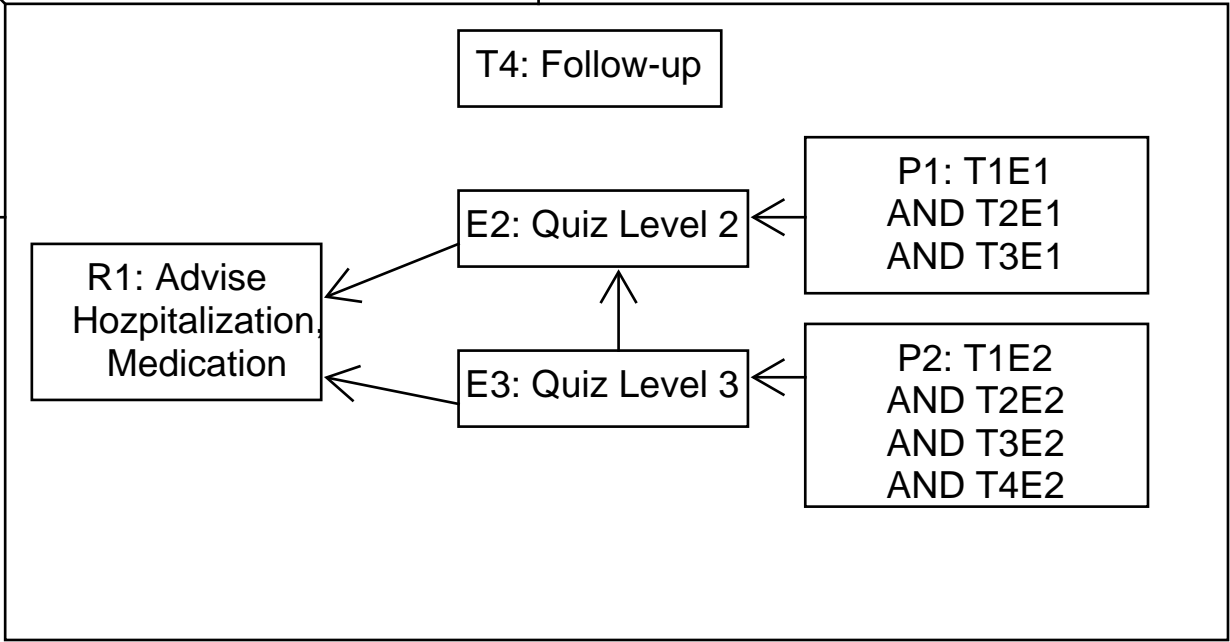 T4: Follow-up
P1: T1E1
AND T2E1
AND T3E1
E2: Quiz Level 2
R1: Advise
Hozpitalization,
Medication
E3: Quiz Level 3
P2: T1E2
AND T2E2
AND T3E2
AND T4E2